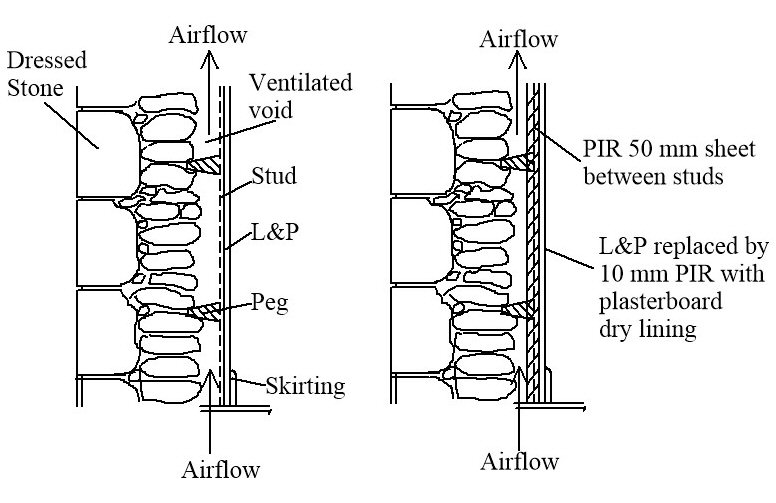 Airflow
Dressed
Stone
Ventilated
void
Stud
L&P
Peg
Skirting
Airflow
Airflow
PIR 50 mm sheet
between studs
L&P replaced by
10 mm PIR with
plasterboard
dry lining
Airflow